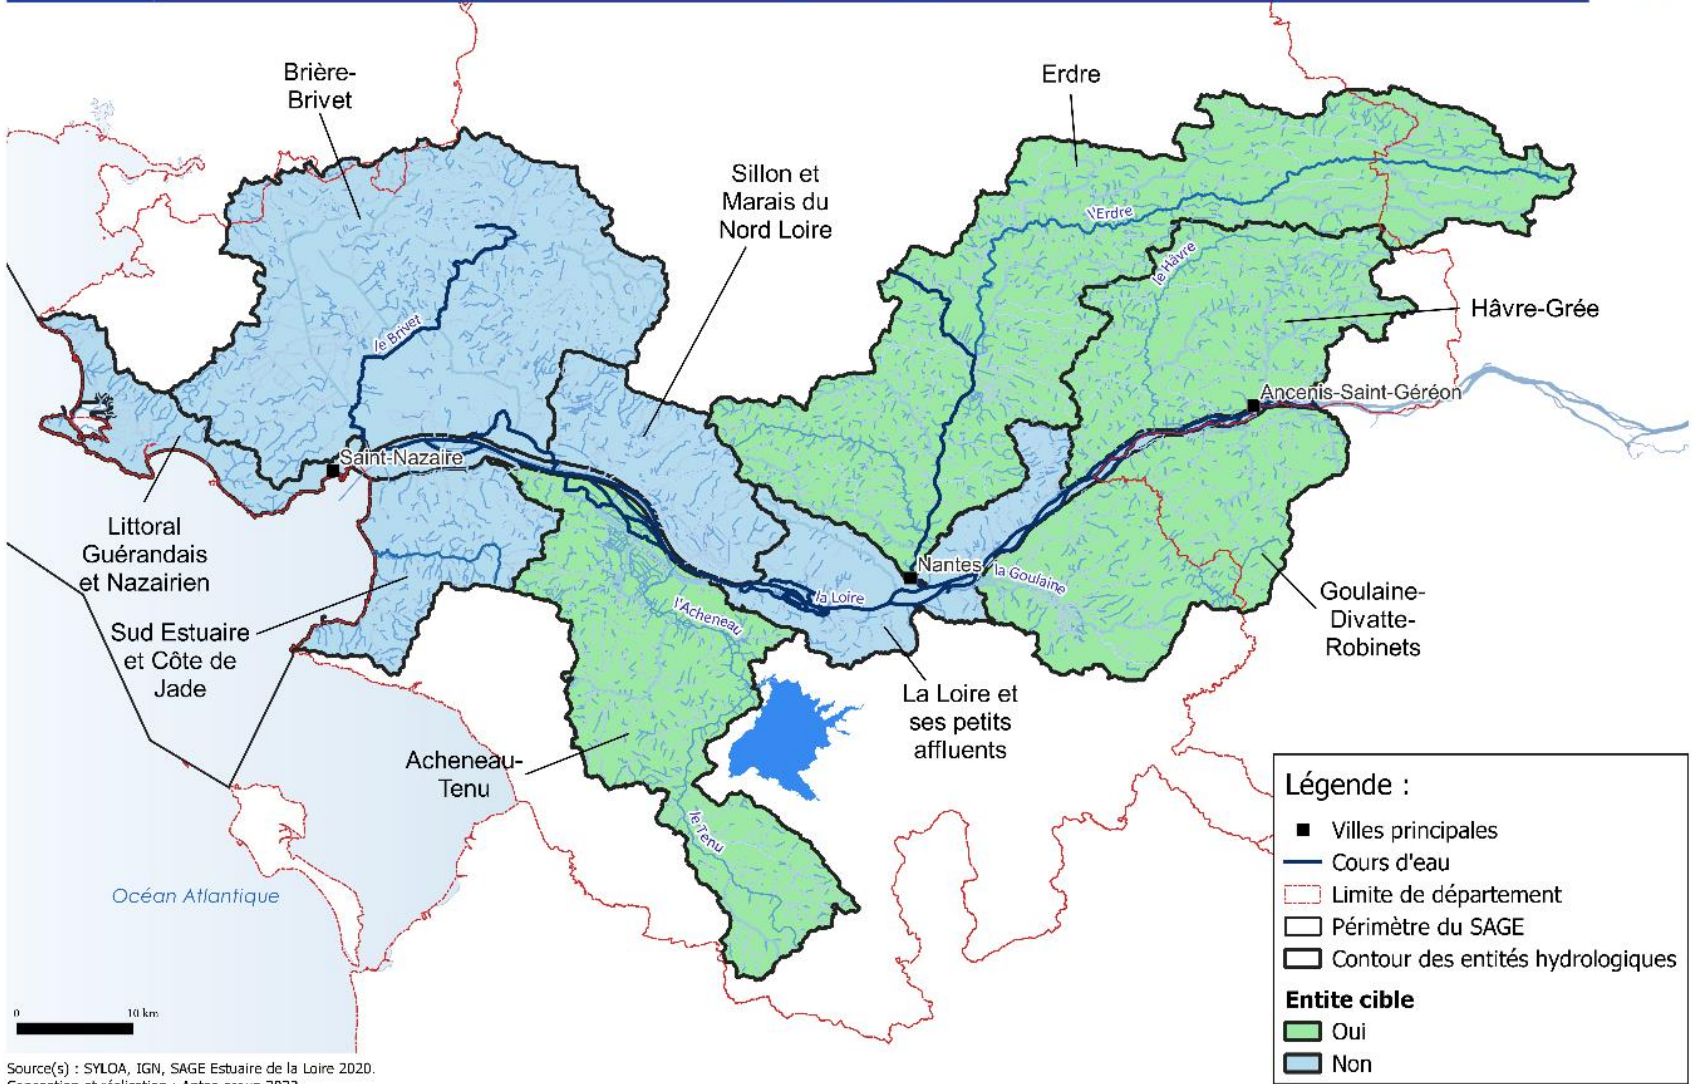 Brière-
Brivet
Erdre
Sillon et
Marais du
Nord Loire
l'Erdre
le Hâvre
Hâvre-Grée
le Brivet
Ancenis-Saint-Géréon
Saint-Nazaire
Littoral
Guérandais
et Nazairien
Nantes
la Goulaine
la Loire
l'Acheneau
Goulaine-
Divatte-
Robinets
Sud Estuaire
et Côte de
Jade
La Loire et
ses petits
affluents
Acheneau-
Tenu
le Tenu
Océan Atlantique
0 10 km
Légende :
Villes principales
Cours d'eau
Limite de département
Périmètre du SAGE
Contour des entités hydrologiques
Entite cible
Oui
Non
Source(s) : SYLOA, IGN, SAGE Estuaire de la Loire 2020.